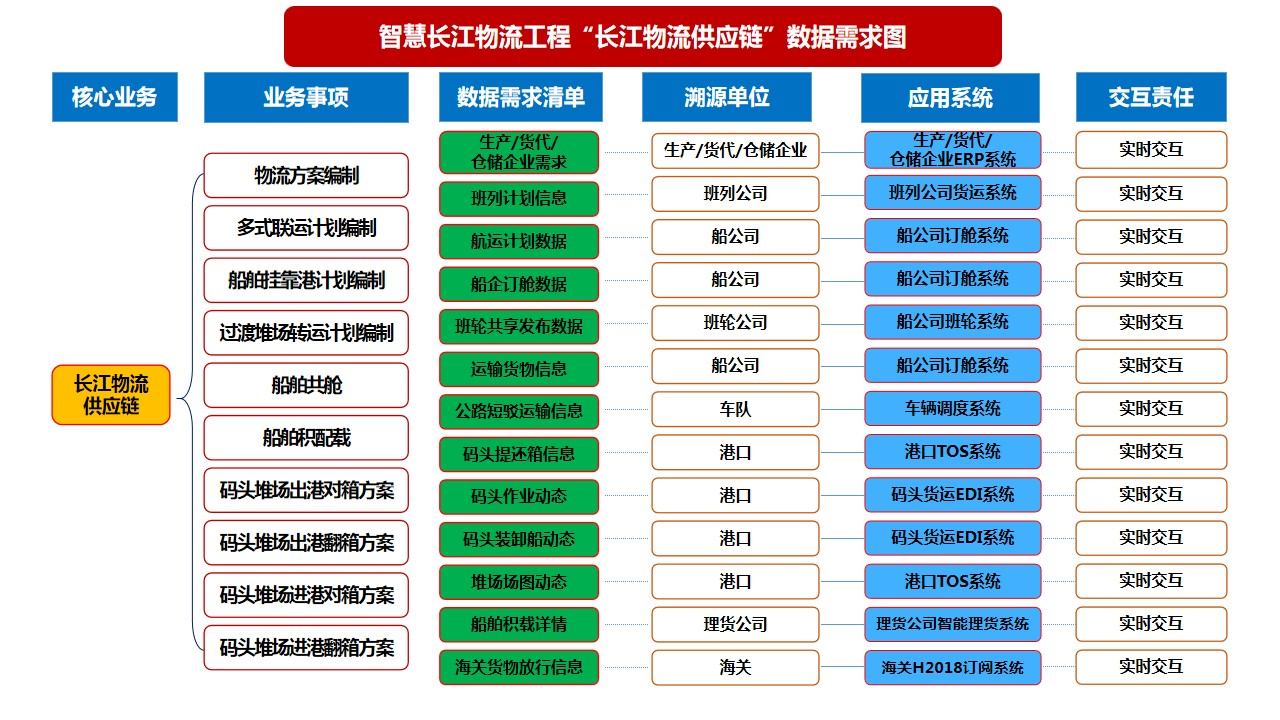 智慧长江物流工程“长江物流供应链”数据需求图
核心业务
业务事项
数据需求清单
溯源单位
应用系统
交互责任
长江物流
供应链
物流方案编制
多式联运计划编制
船舶挂靠港计划编制
过渡堆场转运计划编制
船舶共舱
船舶积配载
码头堆场出港对箱方案
码头堆场出港翻箱方案
码头堆场进港对箱方案
码头堆场进港翻箱方案
生产/货代/
仓储企业需求
生产/货代/仓储企业
生产/货代/
仓储企业ERP系统
实时交互
班列计划信息
班列公司
班列公司货运系统
实时交互
航运计划数据
船公司
船公司订舱系统
实时交互
船企订舱数据
船公司
船公司订舱系统
实时交互
班轮共享发布数据
班轮公司
船公司班轮系统
实时交互
运输货物信息
船公司
船公司订舱系统
实时交互
公路短驳运输信息
车队
车辆调度系统
实时交互
码头提还箱信息
港口
港口TOS系统
实时交互
码头作业动态
港口
码头货运EDI系统
实时交互
码头装卸船动态
港口
码头货运EDI系统
实时交互
堆场场图动态
港口
港口TOS系统
实时交互
船舶积载详情
理货公司
理货公司智能理货系统
实时交互
海关货物放行信息
海关
海关H2018订阅系统
实时交互